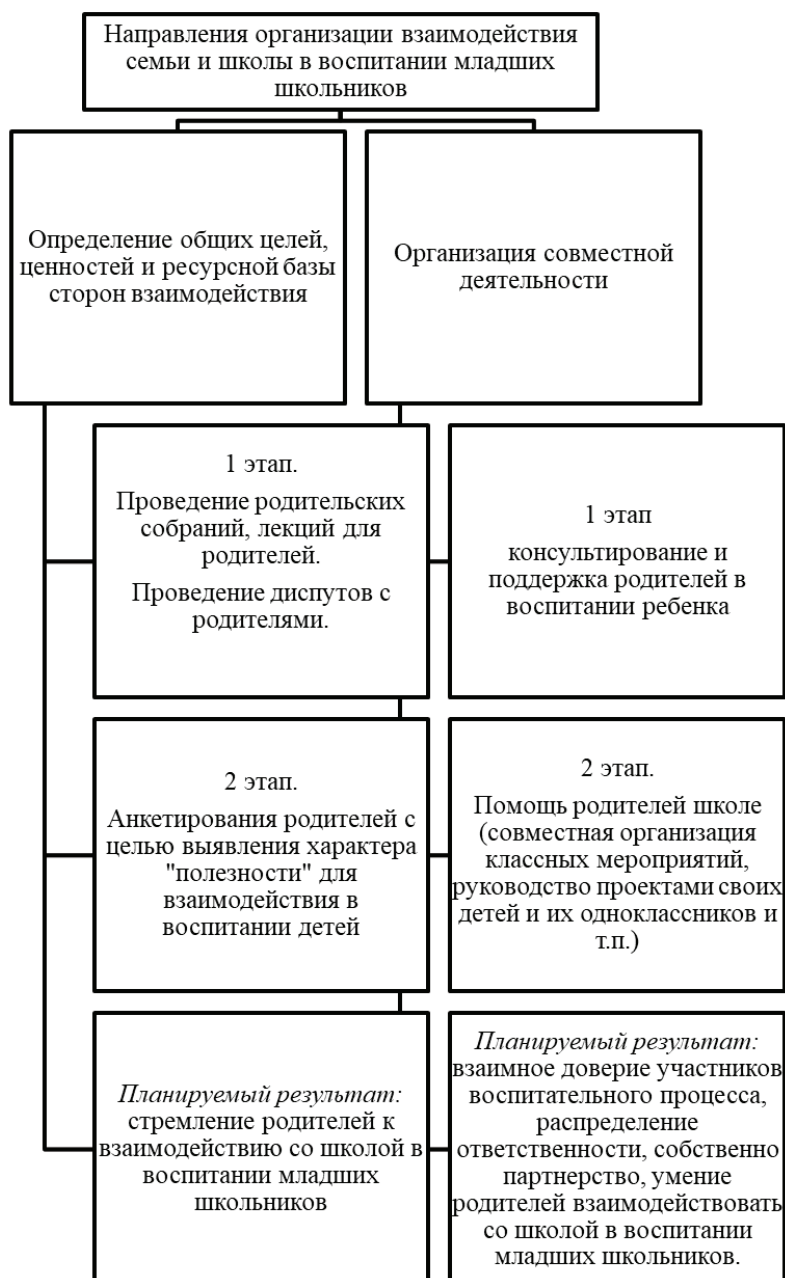 Направления организации взаимодействия
семьи и школы в воспитании младших
школьников
Определение общих целей,
ценностей и ресурсной базы
сторон взаимодействия
Организация совместной
деятельности
1 этап.
Проведение родительских
собраний, лекций для
родителей.
Проведение диспутов с
родителями.
1 этап
консультирование и
поддержка родителей в
воспитании ребенка
2 этап.
Анкетирования родителей с
целью выявления характера
"полезности" для
взаимодействия в
воспитании детей
2 этап.
Помощь родителей школе
(совместная организация
классных мероприятий,
руководство проектами своих
детей и их одноклассников и
т.п.)
Планируемый результат:
стремление родителей к
взаимодействию со школой в
воспитании младших
школьников
Планируемый результат:
взаимное доверие участников
воспитательного процесса,
распределение
ответственности, собственно
партнерство, умение
родителей взаимодействовать
со школой в воспитании
младших школьников.